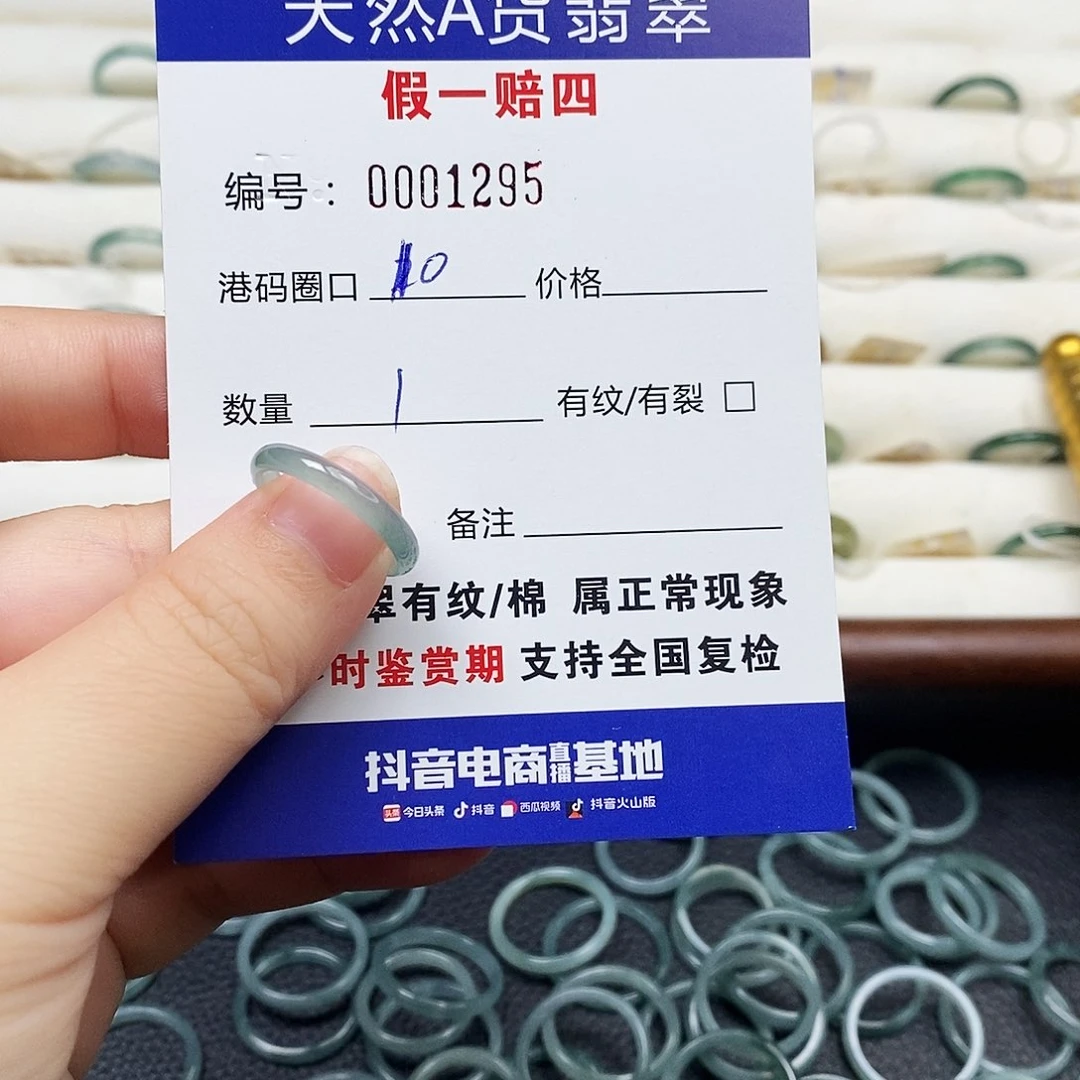 天然A货翡翠
假一赔四
编号：0001295
港码圈口 10 价格
数量 1 有纹/有裂 □
备注
翠有纹/棉 属正常现象
时鉴赏期 支持全国复检
抖音电商直播基地
头条 今日头条 抖音 西瓜视频 抖音火山版